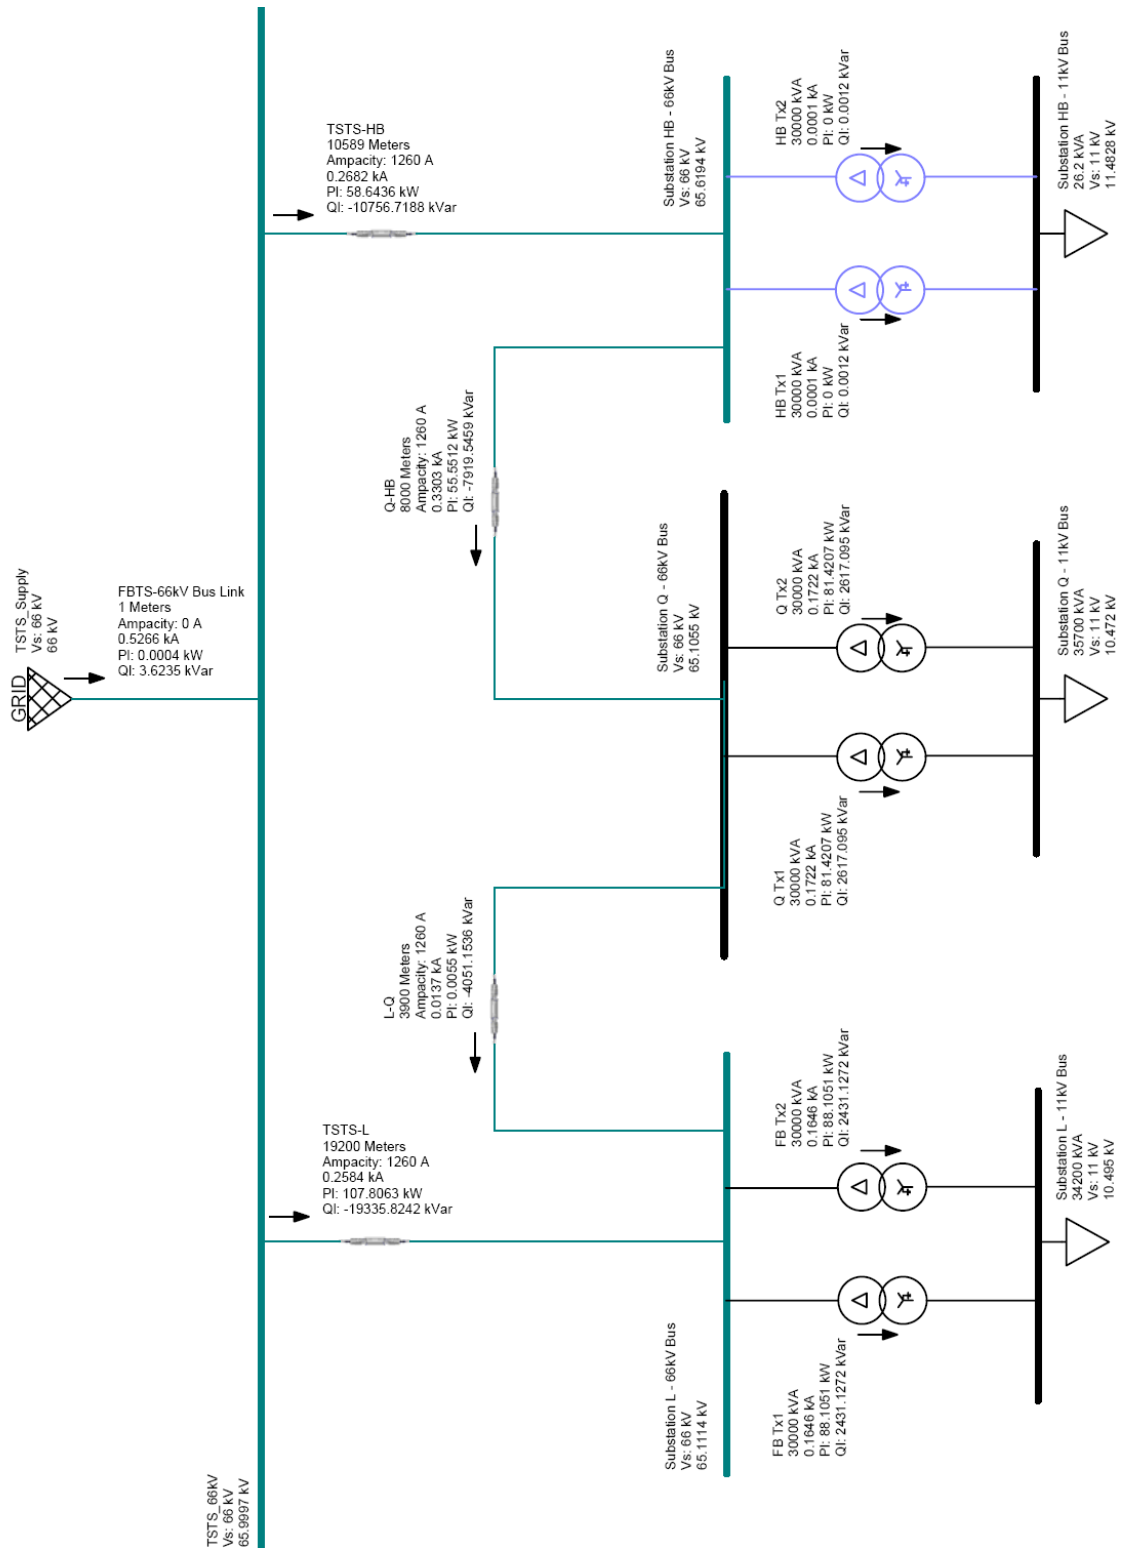 TSTS-HB
10589 Meters
Ampacity: 1260 A
0.2682 kA
Pl: 58.6436 kW
Ql: -10756.7188 kVar
Substation HB - 66kV Bus
Vs: 66 kV
65.6194 kV
HB Tx2
30000 kVA
0.0001 kA
Pl: 0 kW
Ql: 0.0012 kVar
Substation HB - 11kV Bus
26.2 kVA
Vs: 11 kV
11.4828 kV
HB Tx1
30000 kVA
0.0001 kA
Pl: 0 kW
Ql: 0.0012 kVar
Q-HB
8000 Meters
Ampacity: 1260 A
0.3303 kA
Pl: 55.5512 kW
Ql: -7919.5459 kVar
TSTS_Supply
Vs: 66 kV
66 kV
GRID
FBTS-66kV Bus Link
1 Meters
Ampacity: 0 A
0.5266 kA
Pl: 0.0004 kW
Ql: 3.6235 kVar
Substation Q - 66kV Bus
Vs: 66 kV
65.1055 kV
Q Tx2
30000 kVA
0.1722 kA
Pl: 81.4207 kW
Ql: 2617.095 kVar
Substation Q - 11kV Bus
35700 kVA
Vs: 11 kV
10.472 kV
Q Tx1
30000 kVA
0.1722 kA
Pl: 81.4207 kW
Ql: 2617.095 kVar
L-Q
3900 Meters
Ampacity: 1260 A
0.0137 kA
Pl: 0.0055 kW
Ql: -4051.1536 kVar
TSTS-L
19200 Meters
Ampacity: 1260 A
0.2584 kA
Pl: 107.8063 kW
Ql: -19335.8242 kVar
FB Tx2
30000 kVA
0.1646 kA
Pl: 88.1051 kW
Ql: 2431.1272 kVar
Substation L - 11kV Bus
34200 kVA
Vs: 11 kV
10.495 kV
Substation L - 66kV Bus
Vs: 66 kV
65.1114 kV
FB Tx1
30000 kVA
0.1646 kA
Pl: 88.1051 kW
Ql: 2431.1272 kVar
TSTS_66kV
Vs: 66 kV
65.9997 kV